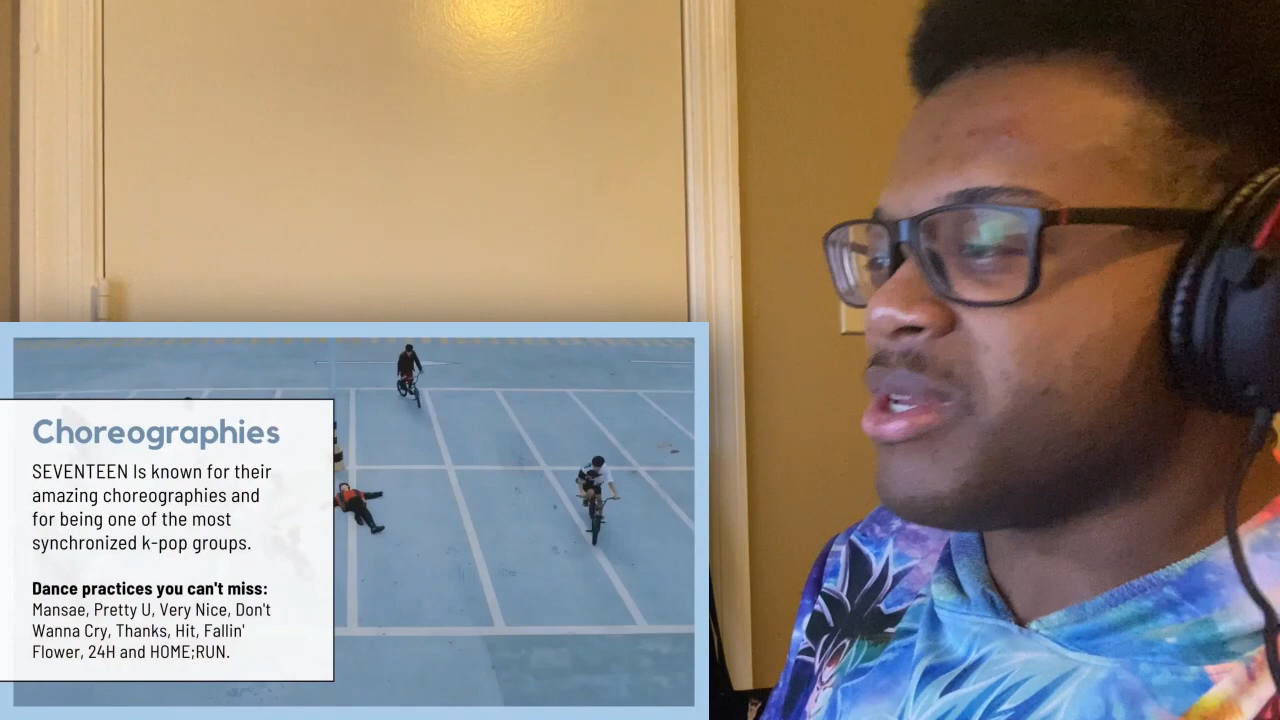 Choreographies
SEVENTEEN Is known for their
amazing choreographies and
for being one of the most
synchronized k-pop groups.
Dance practices you can't miss:
Mansae, Pretty U, Very Nice, Don't
Wanna Cry, Thanks, Hit, Fallin'
Flower, 24H and HOME;RUN.